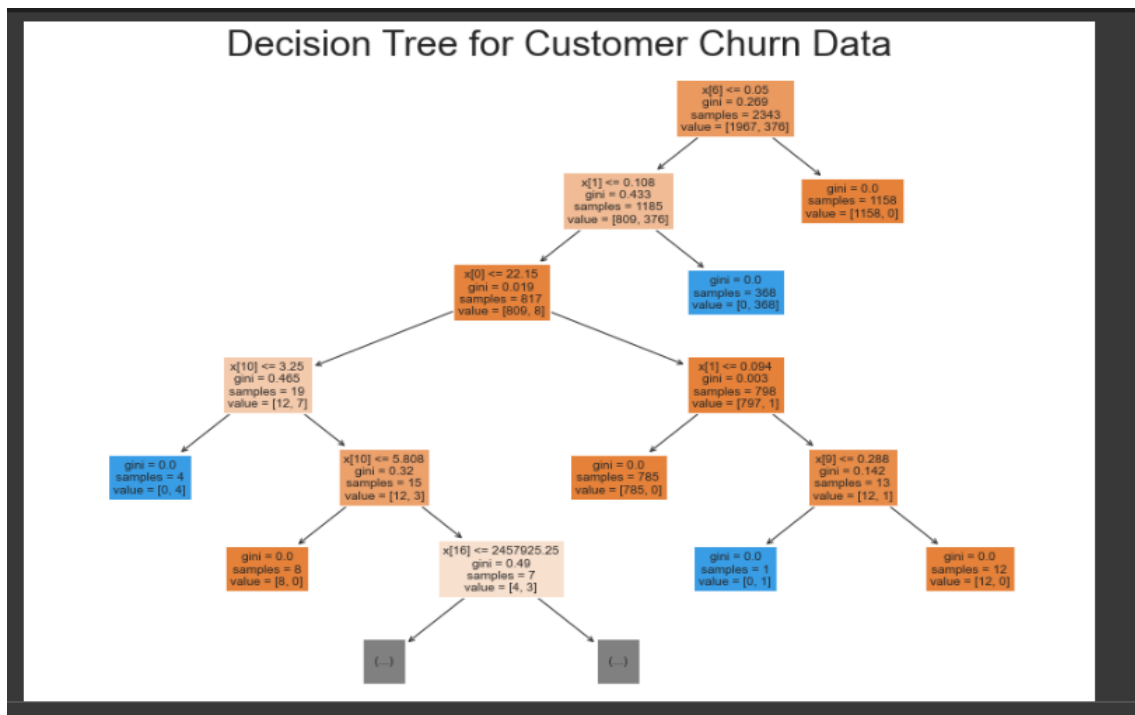 Decision Tree for Customer Churn Data
x[6] <= 0.05
gini = 0.269
samples = 2343
value = [1967, 376]
x[1] <= 0.108
gini = 0.433
samples = 1185
value = [809, 376]
gini = 0.0
samples = 1158
value = [1158, 0]
x[0] <= 22.15
gini = 0.019
samples = 817
value = [809, 8]
gini = 0.0
samples = 368
value = [0, 368]
x[10] <= 3.25
gini = 0.465
samples = 19
value = [12, 7]
x[1] <= 0.094
gini = 0.003
samples = 798
value = [797, 1]
gini = 0.0
samples = 4
value = [0, 4]
x[10] <= 5.808
gini = 0.32
samples = 15
value = [12, 3]
gini = 0.0
samples = 785
value = [785, 0]
x[9] <= 0.288
gini = 0.142
samples = 13
value = [12, 1]
gini = 0.0
samples = 8
value = [8, 0]
x[16] <= 2457925.25
gini = 0.49
samples = 7
value = [4, 3]
gini = 0.0
samples = 1
value = [0, 1]
gini = 0.0
samples = 12
value = [12, 0]
(...)
(...)